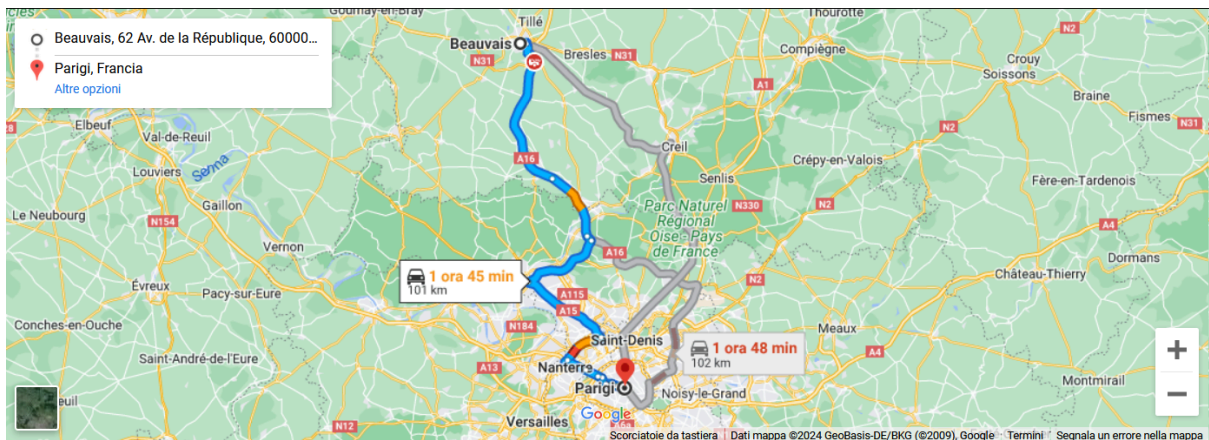 Beauvais, 62 Av. de la République, 60000…
Parigi, Francia
Altre opzioni
Gournay-en-Bray
Tillé
Thourotte
Beauvais
N31
Bresles
N31
Compiègne
A1
Crouy
Soissons
Braine
Fismes
N31
A28
Elbeuf
Val-de-Reuil
Senna
Louviers
A16
Creil
N2
Crépy-en-Valois
Senlis
Fère-en-Tardenois
Le Neubourg
Gaillon
N154
Parc Naturel
Régional
Oise - Pays
de France
N330
A4
Vernon
A16
Dormans
1 ora 45 min
101 km
N2
Château-Thierry
Évreux
Pacy-sur-Eure
A115
A15
Conches-en-Ouche
N184
Saint-Denis
Meaux
Saint-André-de-l'Eure
A13
Nanterre
1 ora 48 min
102 km
A4
Parigi
Noisy-le-Grand
Montmirail
Google
N12
Versailles
Scorciatoie da tastiera
Dati mappa ©2024 GeoBasis-DE/BKG (©2009), Google
Termini
Segnala un errore nella mappa